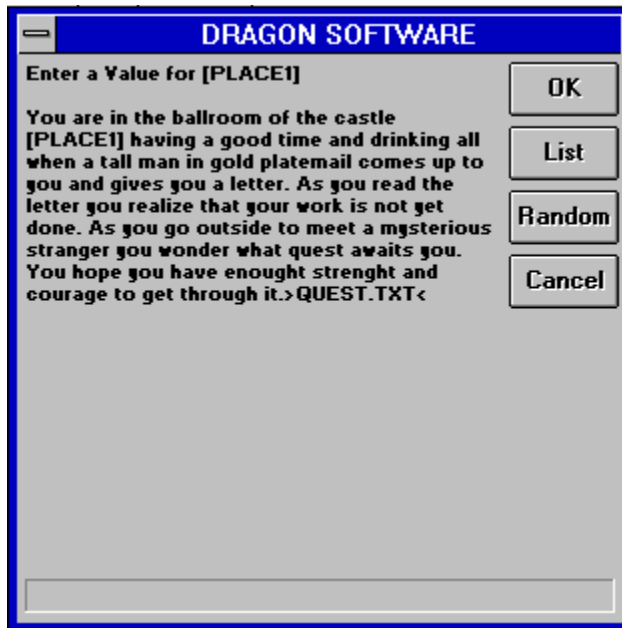 DRAGON SOFTWARE
Enter a Value for [PLACE1]
You are in the ballroom of the castle
[PLACE1] having a good time and drinking all
when a tall man in gold platemail comes up to
you and gives you a letter. As you read the
letter you realize that your work is not yet
done. As you go outside to meet a mysterious
stranger you wonder what quest awaits you.
You hope you have enought strenght and
courage to get through it.>QUEST.TXT<
OK
List
Random
Cancel